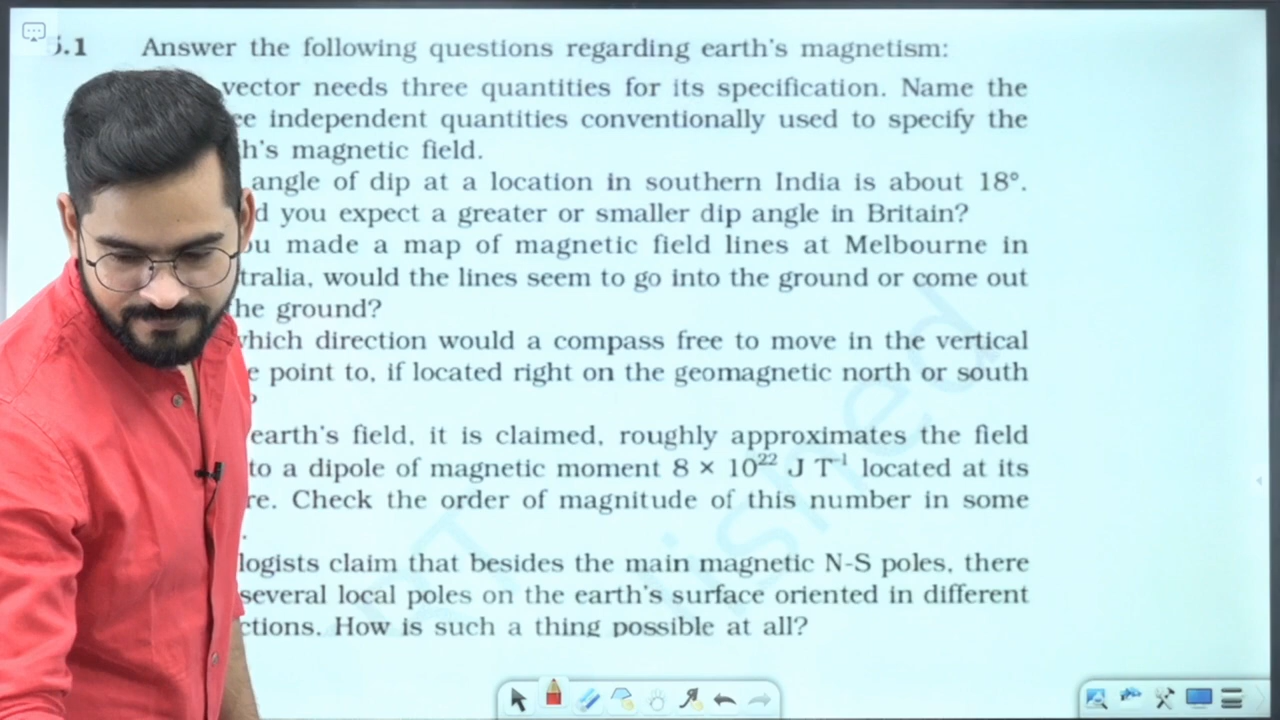 5.1 Answer the following questions regarding earth's magnetism:
vector needs three quantities for its specification. Name the
ee independent quantities conventionally used to specify the
h's magnetic field.
angle of dip at a location in southern India is about 18°.
d you expect a greater or smaller dip angle in Britain?
ou made a map of magnetic field lines at Melbourne in
tralia, would the lines seem to go into the ground or come out
he ground?
which direction would a compass free to move in the vertical
e point to, if located right on the geomagnetic north or south
?
earth's field, it is claimed, roughly approximates the field
to a dipole of magnetic moment 8 × 10²² J T⁻¹ located at its
re. Check the order of magnitude of this number in some
.
logists claim that besides the main magnetic N-S poles, there
several local poles on the earth's surface oriented in different
ctions. How is such a thing possible at all?